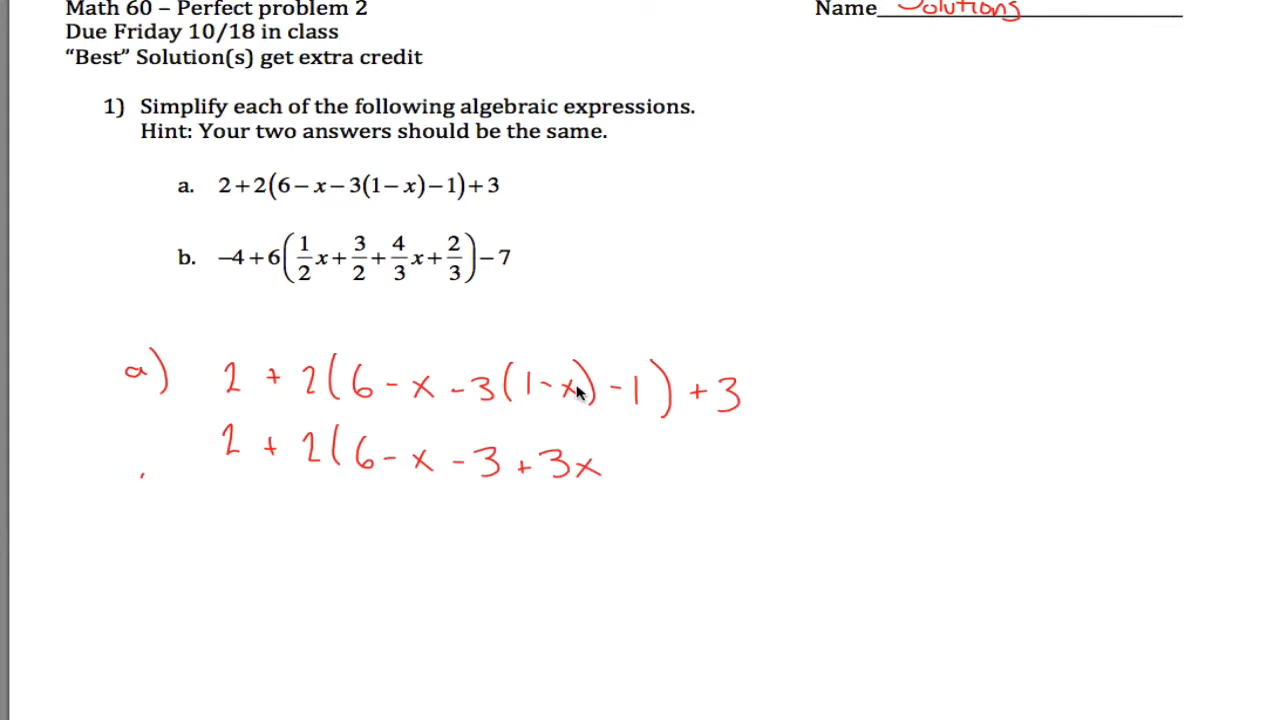 Math 60 – Perfect problem 2 Name Solutions
Due Friday 10/18 in class
“Best” Solution(s) get extra credit
1) Simplify each of the following algebraic expressions.
Hint: Your two answers should be the same.
a. 2+2(6−x−3(1−x)−1)+3
b. −4+6(1/2 x+3/2+4/3 x+2/3)−7
a) 2 + 2(6 - x - 3(1 - x) - 1) + 3
2 + 2(6 - x - 3 + 3x